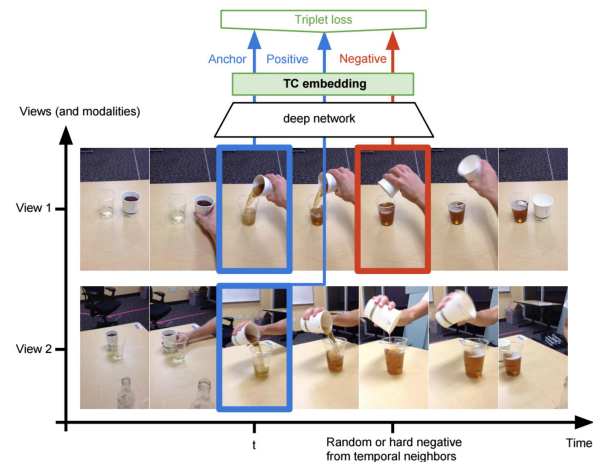 Triplet loss
Anchor
Positive
Negative
TC embedding
deep network
Views (and modalities)
View 1
View 2
t
Random or hard negative
from temporal neighbors
Time